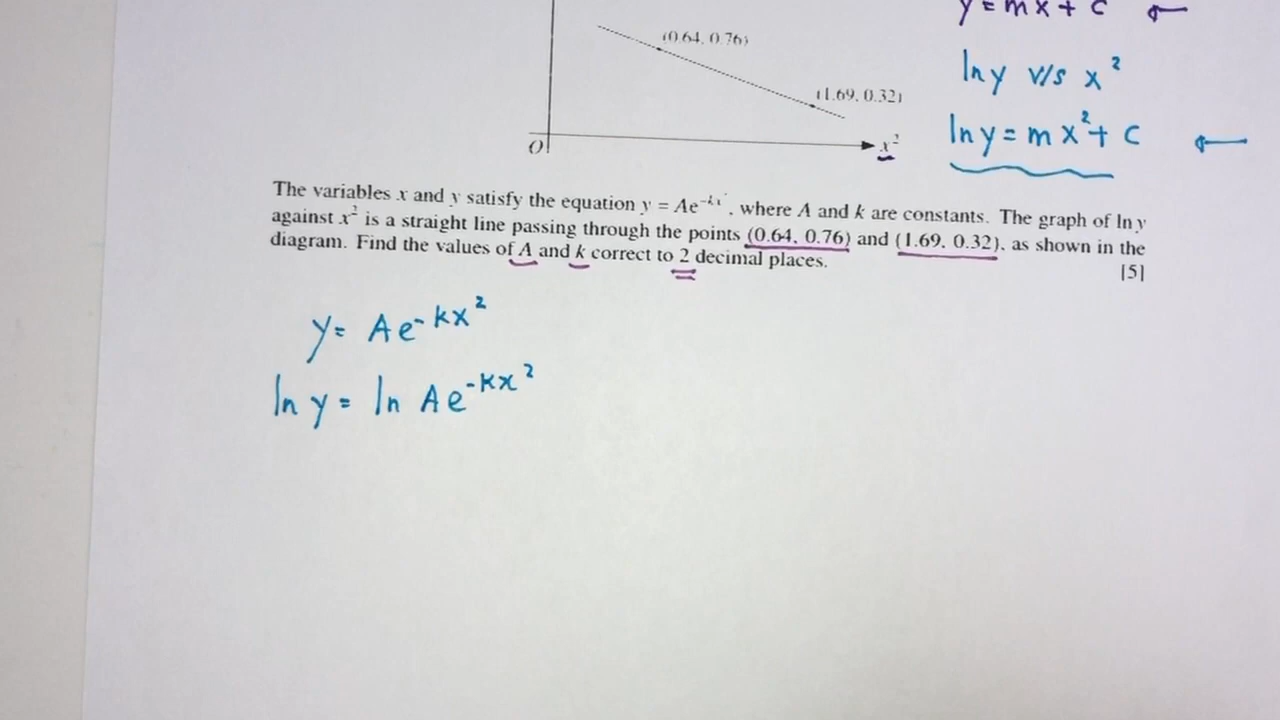 y = mx + c
(0.64, 0.76)
ln y v/s x²
(1.69, 0.32)
ln y = mx² + c
O
x²
The variables x and y satisfy the equation y = Ae^{-kx²}, where A and k are constants. The graph of ln y
against x² is a straight line passing through the points (0.64, 0.76) and (1.69, 0.32), as shown in the
diagram. Find the values of A and k correct to 2 decimal places.
[5]
y = Ae^{-kx²}
ln y = ln Ae^{-kx²}